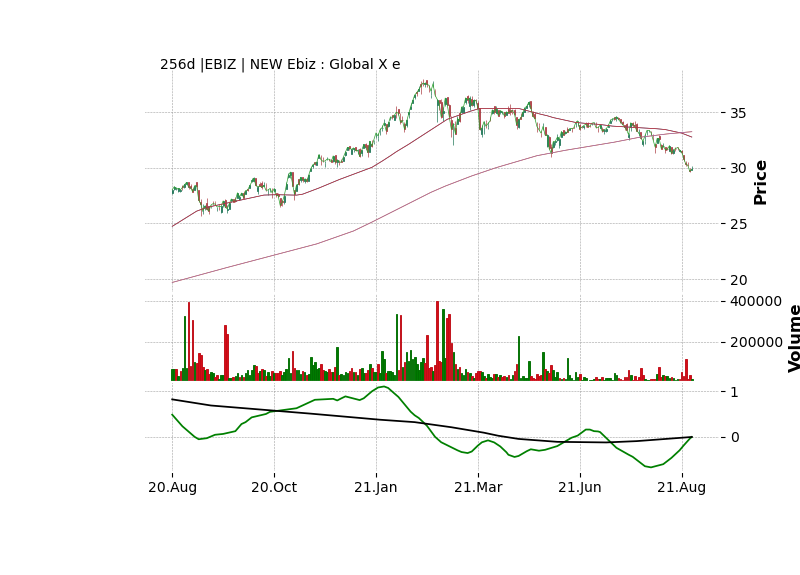 256d |EBIZ | NEW Ebiz : Global X e
35
30
25
20
Price
400000
200000
Volume
1
0
20.Aug 20.Oct 21.Jan 21.Mar 21.Jun 21.Aug